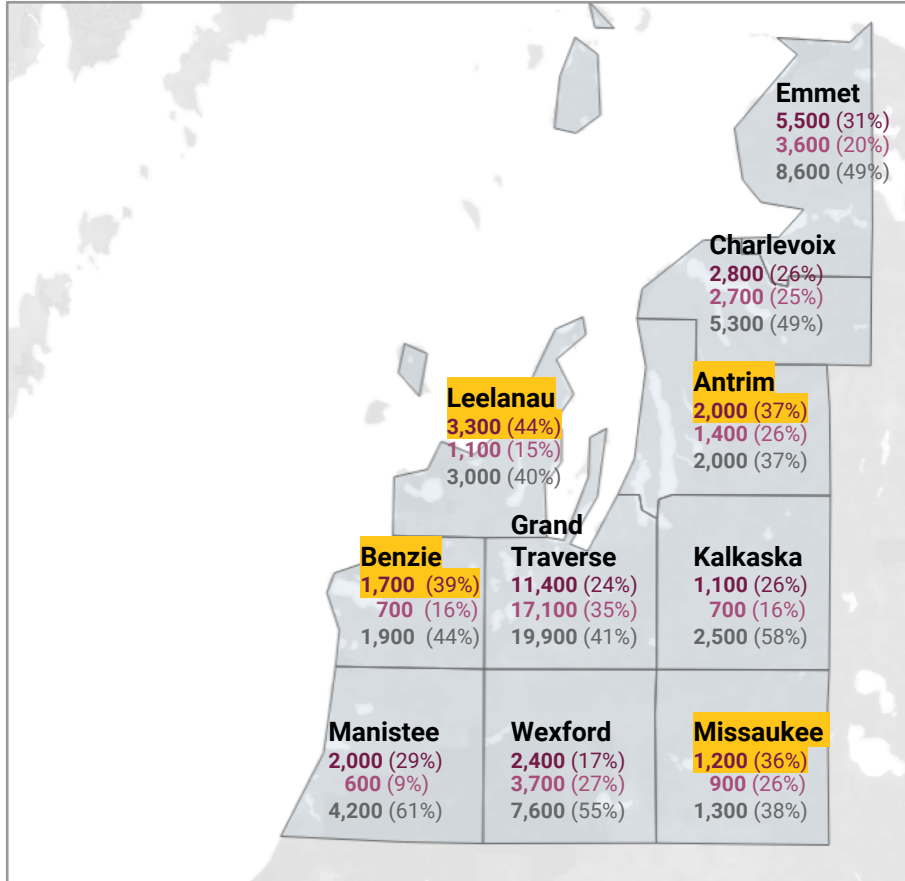 Emmet
5,500 (31%)
3,600 (20%)
8,600 (49%)
Charlevoix
2,800 (26%)
2,700 (25%)
5,300 (49%)
Antrim
2,000 (37%)
1,400 (26%)
2,000 (37%)
Leelanau
3,300 (44%)
1,100 (15%)
3,000 (40%)
Benzie
1,700 (39%)
700 (16%)
1,900 (44%)
Grand
Traverse
11,400 (24%)
17,100 (35%)
19,900 (41%)
Kalkaska
1,100 (26%)
700 (16%)
2,500 (58%)
Manistee
2,000 (29%)
600 (9%)
4,200 (61%)
Wexford
2,400 (17%)
3,700 (27%)
7,600 (55%)
Missaukee
1,200 (36%)
900 (26%)
1,300 (38%)